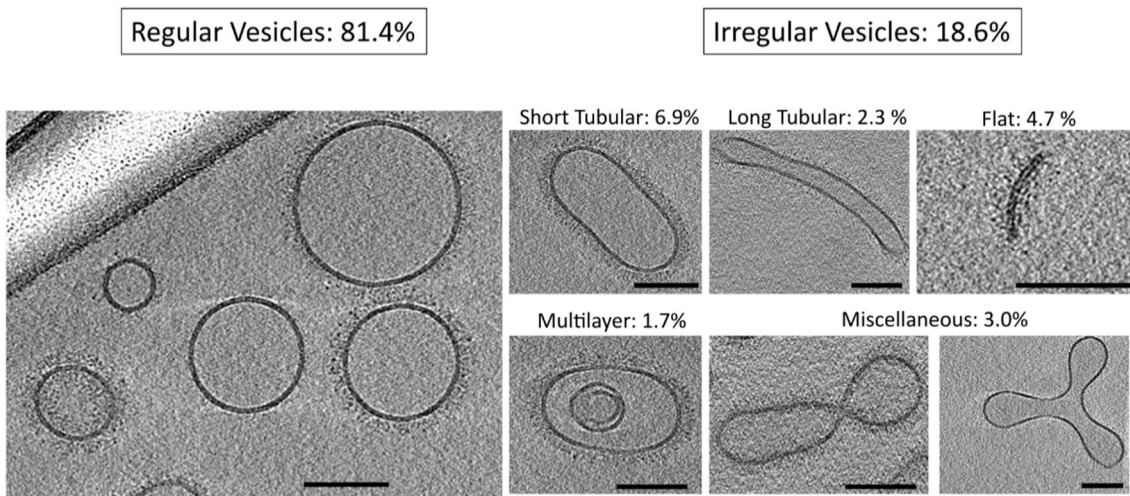 Regular Vesicles: 81.4%
Irregular Vesicles: 18.6%
Short Tubular: 6.9%
Long Tubular: 2.3 %
Flat: 4.7 %
Multilayer: 1.7%
Miscellaneous: 3.0%